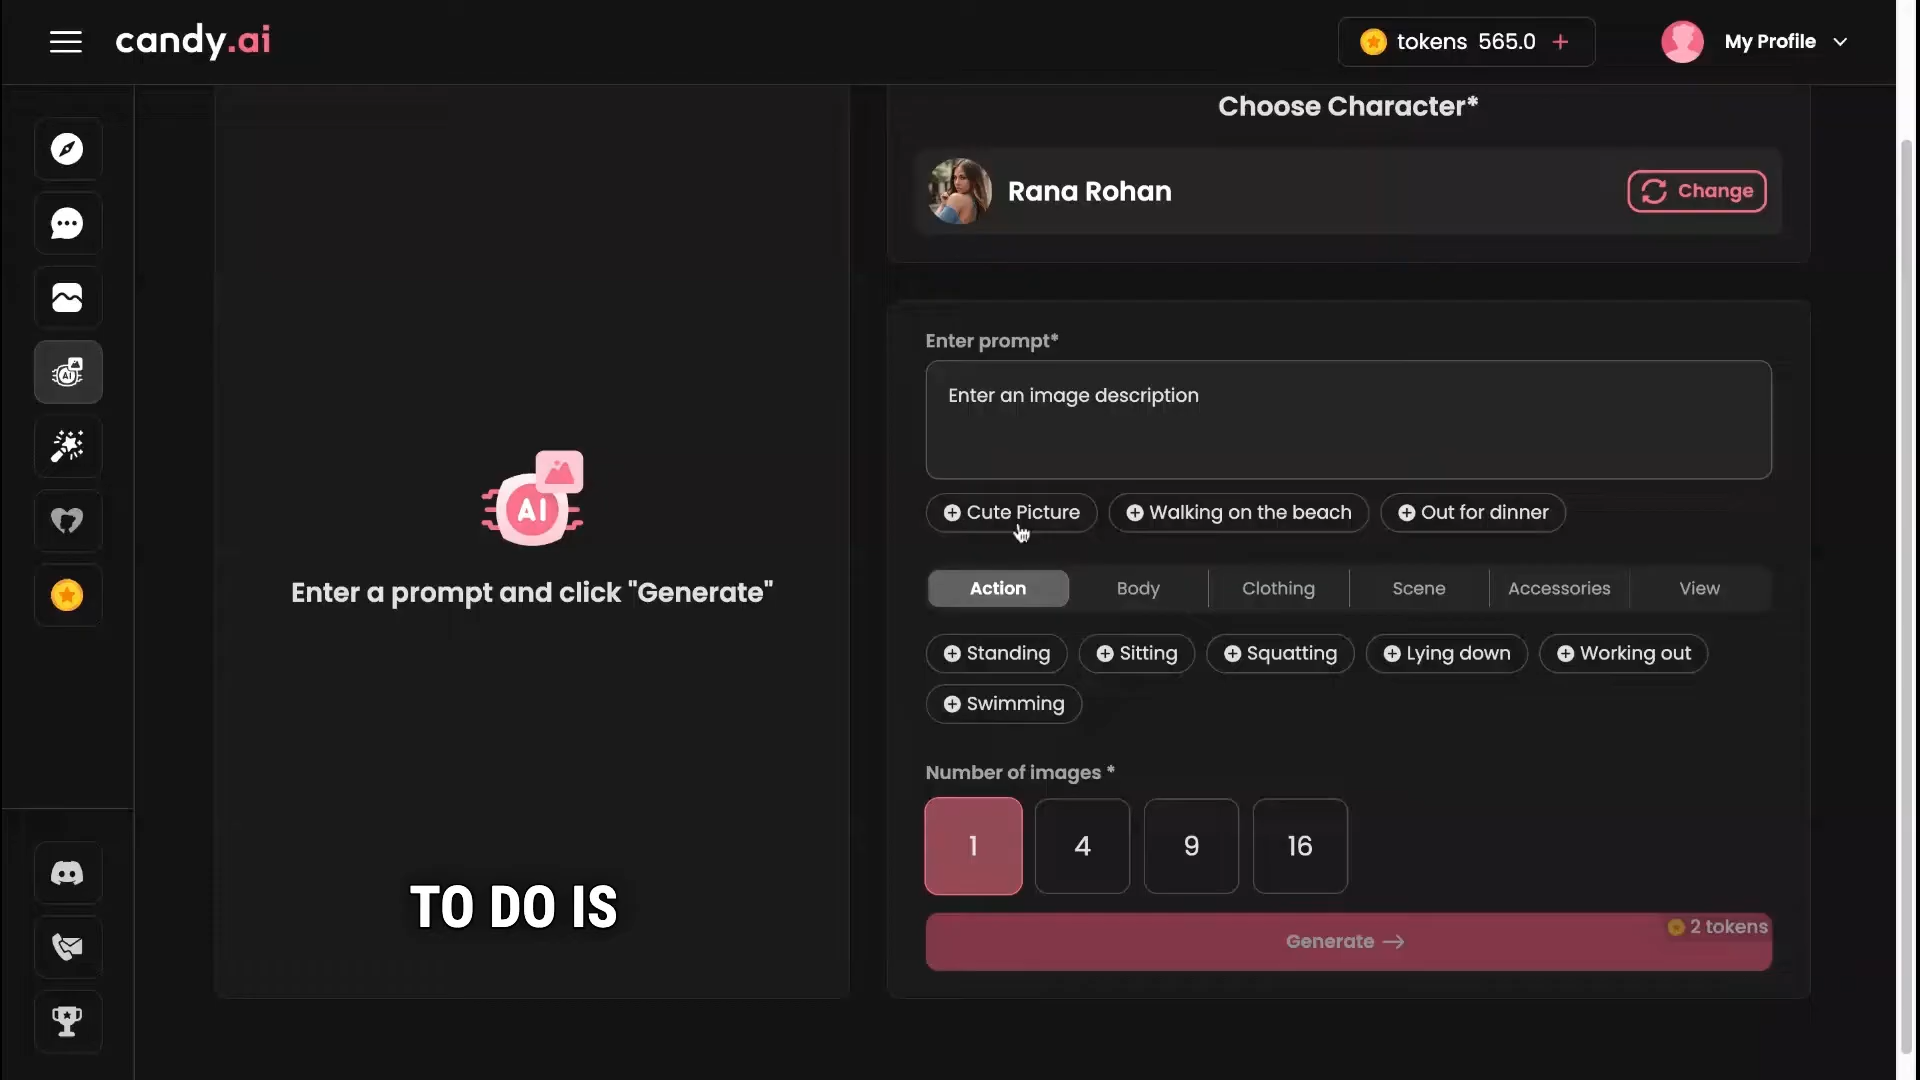 candy.ai
tokens 565.0 +
My Profile
Choose Character*
Rana Rohan
Change
Enter prompt*
Enter an image description
Cute Picture
Walking on the beach
Out for dinner
AI
AI
Enter a prompt and click "Generate"
Action
Body
Clothing
Scene
Accessories
View
Standing
Sitting
Squatting
Lying down
Working out
Swimming
Number of images *
1
4
9
16
TO DO IS
Generate →
2 tokens